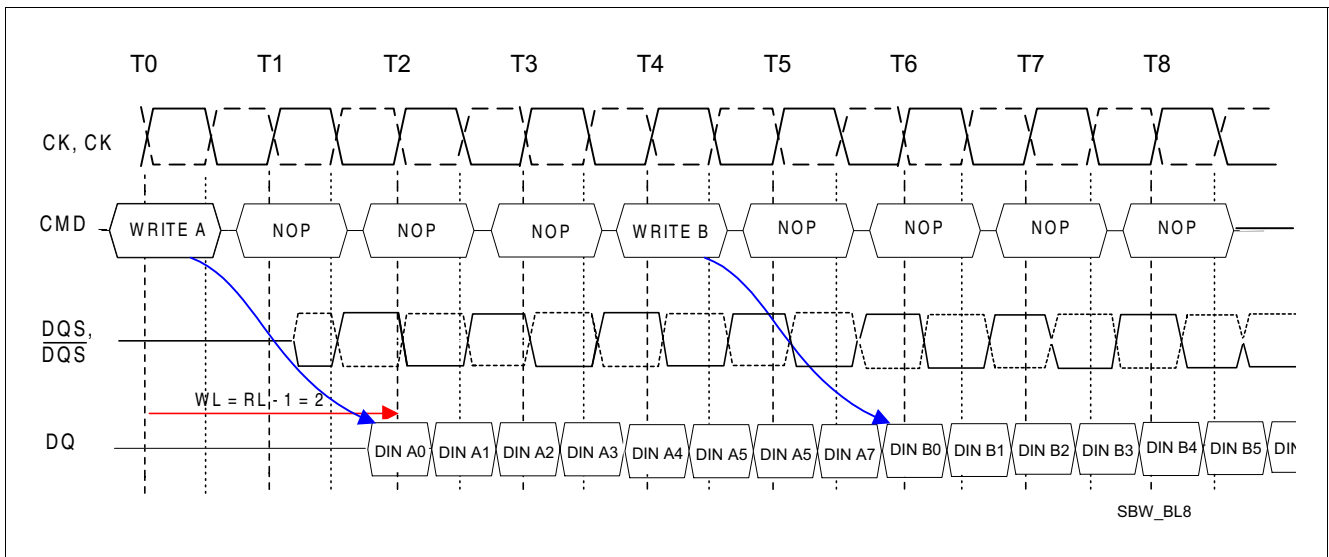 T0 T1 T2 T3 T4 T5 T6 T7 T8
CK, CK
CMD WRITE A NOP NOP NOP WRITE B NOP NOP NOP NOP
DQS,
DQS
WL = RL - 1 = 2
DQ DIN A0 DIN A1 DIN A2 DIN A3 DIN A4 DIN A5 DIN A5 DIN A7 DIN B0 DIN B1 DIN B2 DIN B3 DIN B4 DIN B5 DIN
SBW_BL8